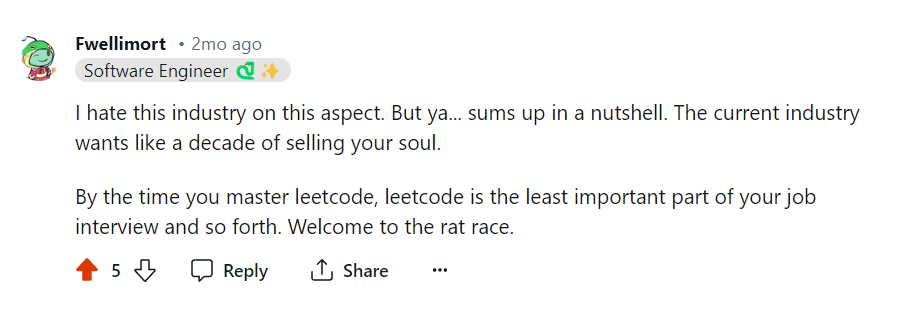 Fwellimort • 2mo ago
Software Engineer
I hate this industry on this aspect. But ya... sums up in a nutshell. The current industry
wants like a decade of selling your soul.
By the time you master leetcode, leetcode is the least important part of your job
interview and so forth. Welcome to the rat race.
5 Reply Share ...